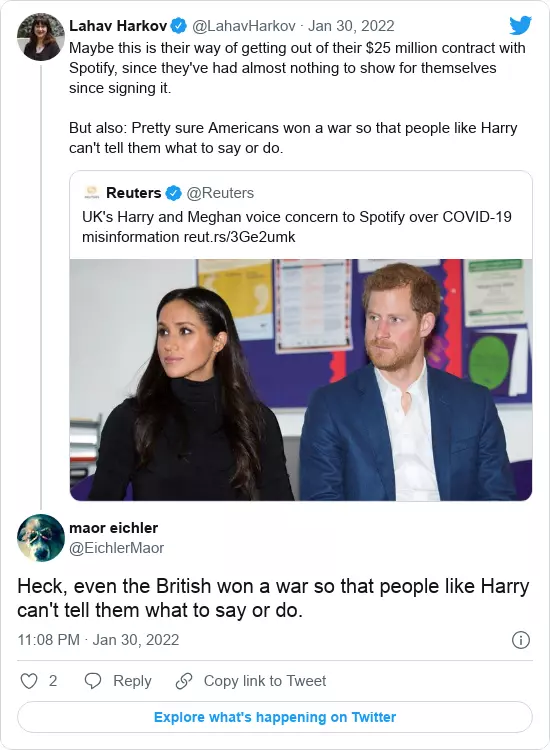 Lahav Harkov @LahavHarkov · Jan 30, 2022
Maybe this is their way of getting out of their $25 million contract with
Spotify, since they've had almost nothing to show for themselves
since signing it.
But also: Pretty sure Americans won a war so that people like Harry
can't tell them what to say or do.
Reuters @Reuters
UK's Harry and Meghan voice concern to Spotify over COVID-19
misinformation reut.rs/3Ge2umk
maor eichler
@EichlerMaor
Heck, even the British won a war so that people like Harry
can't tell them what to say or do.
11:08 PM · Jan 30, 2022
2 Reply Copy link to Tweet
Explore what's happening on Twitter